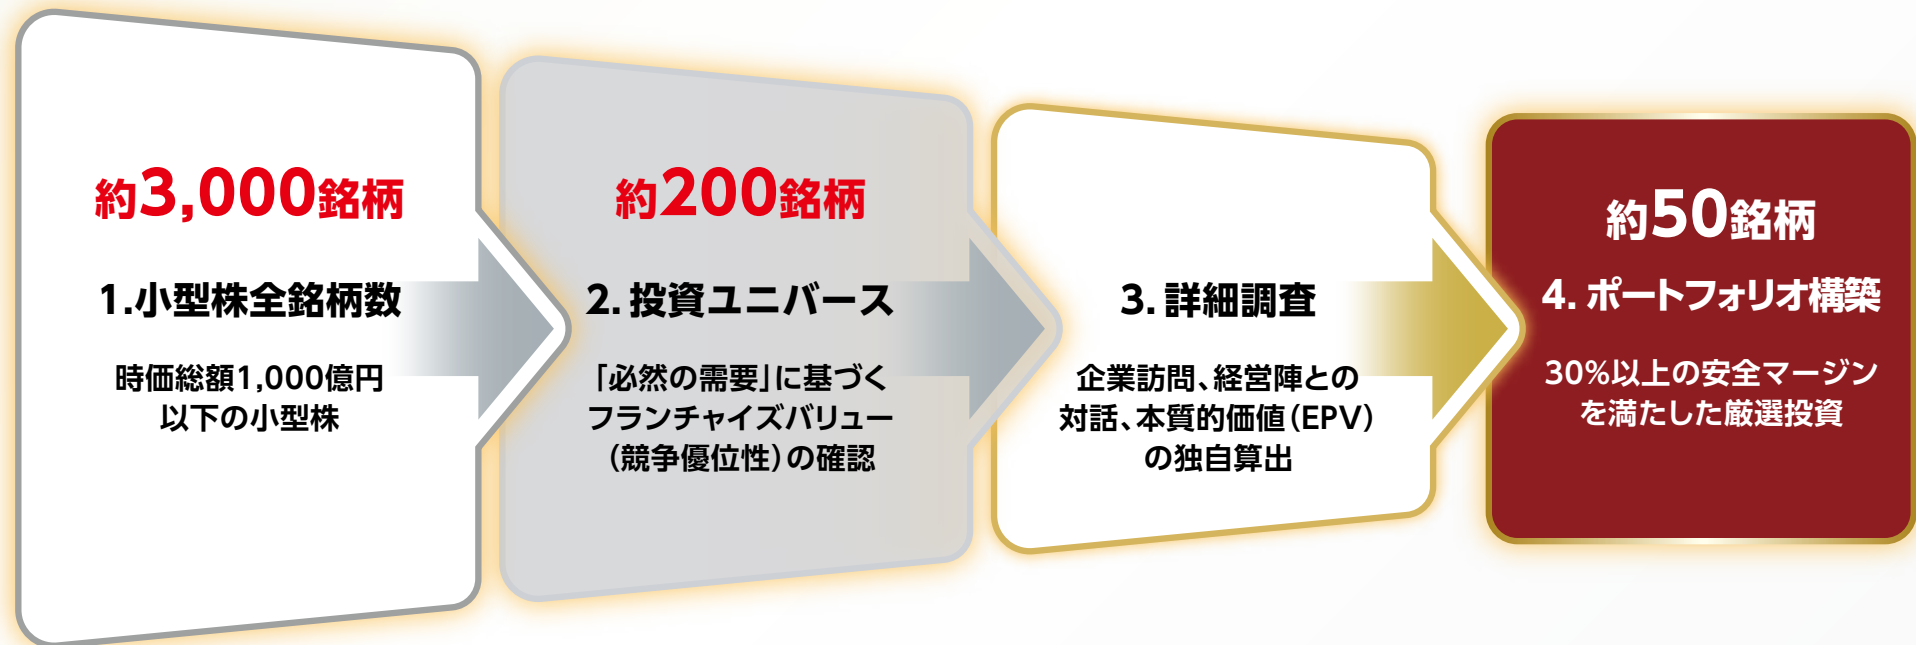 約3,000銘柄
1.小型株全銘柄数
時価総額1,000億円
以下の小型株
約200銘柄
2.投資ユニバース
「必然の需要」に基づく
フランチャイズバリュー
（競争優位性）の確認
3.詳細調査
企業訪問、経営陣との
対話、本質的価値（EPV）
の独自算出
約50銘柄
4.ポートフォリオ構築
30%以上の安全マージン
を満たした厳選投資